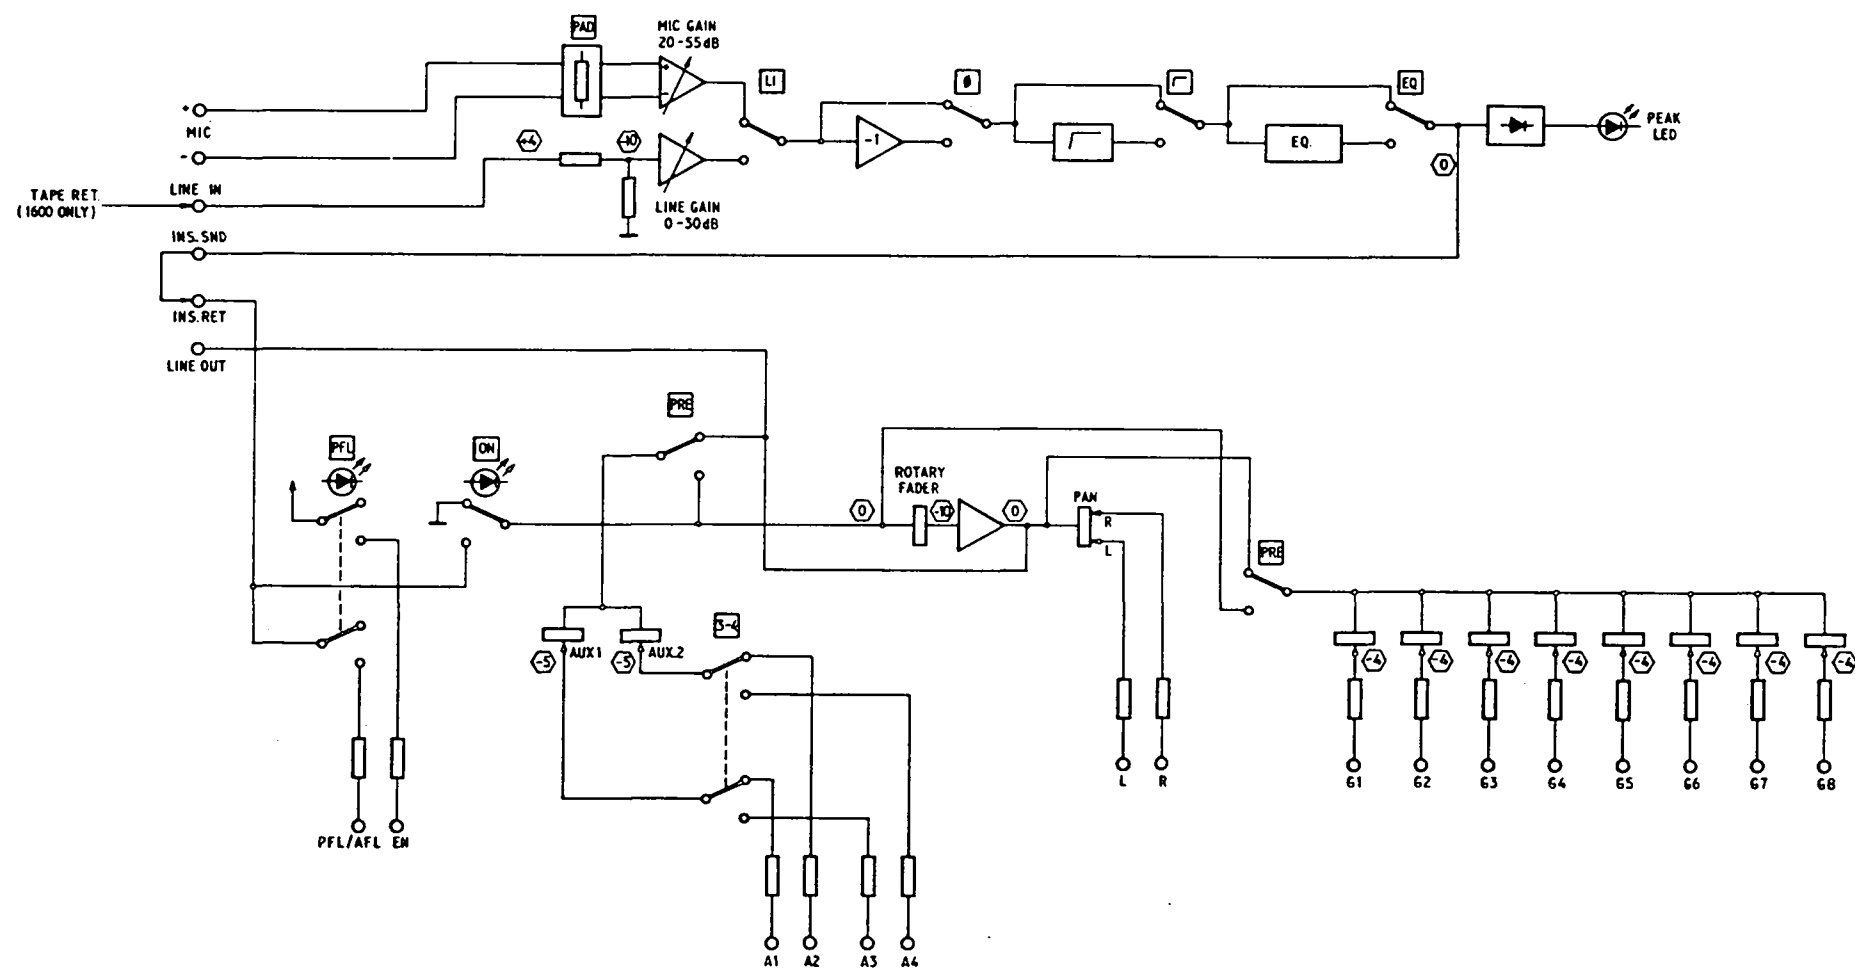 PAD
MIC GAIN
20-55dB
LI
ø
EQ
+
MIC
-
+4
-10
+
-
-1
EQ.
0
PEAK
LED
LINE GAIN
0-30dB
TAPE RET.
(1600 ONLY)
LINE IN
INS.SND
INS.RET
LINE OUT
PFL
ON
PRE
0
ROTARY
FADER
-10
0
PAN
R
L
PRE
-5
AUX1
-5
AUX.2
3-4
-4
-4
-4
-4
-4
-4
-4
-4
L
R
G1
G2
G3
G4
G5
G6
G7
G8
PFL/AFL
EN
A1
A2
A3
A4